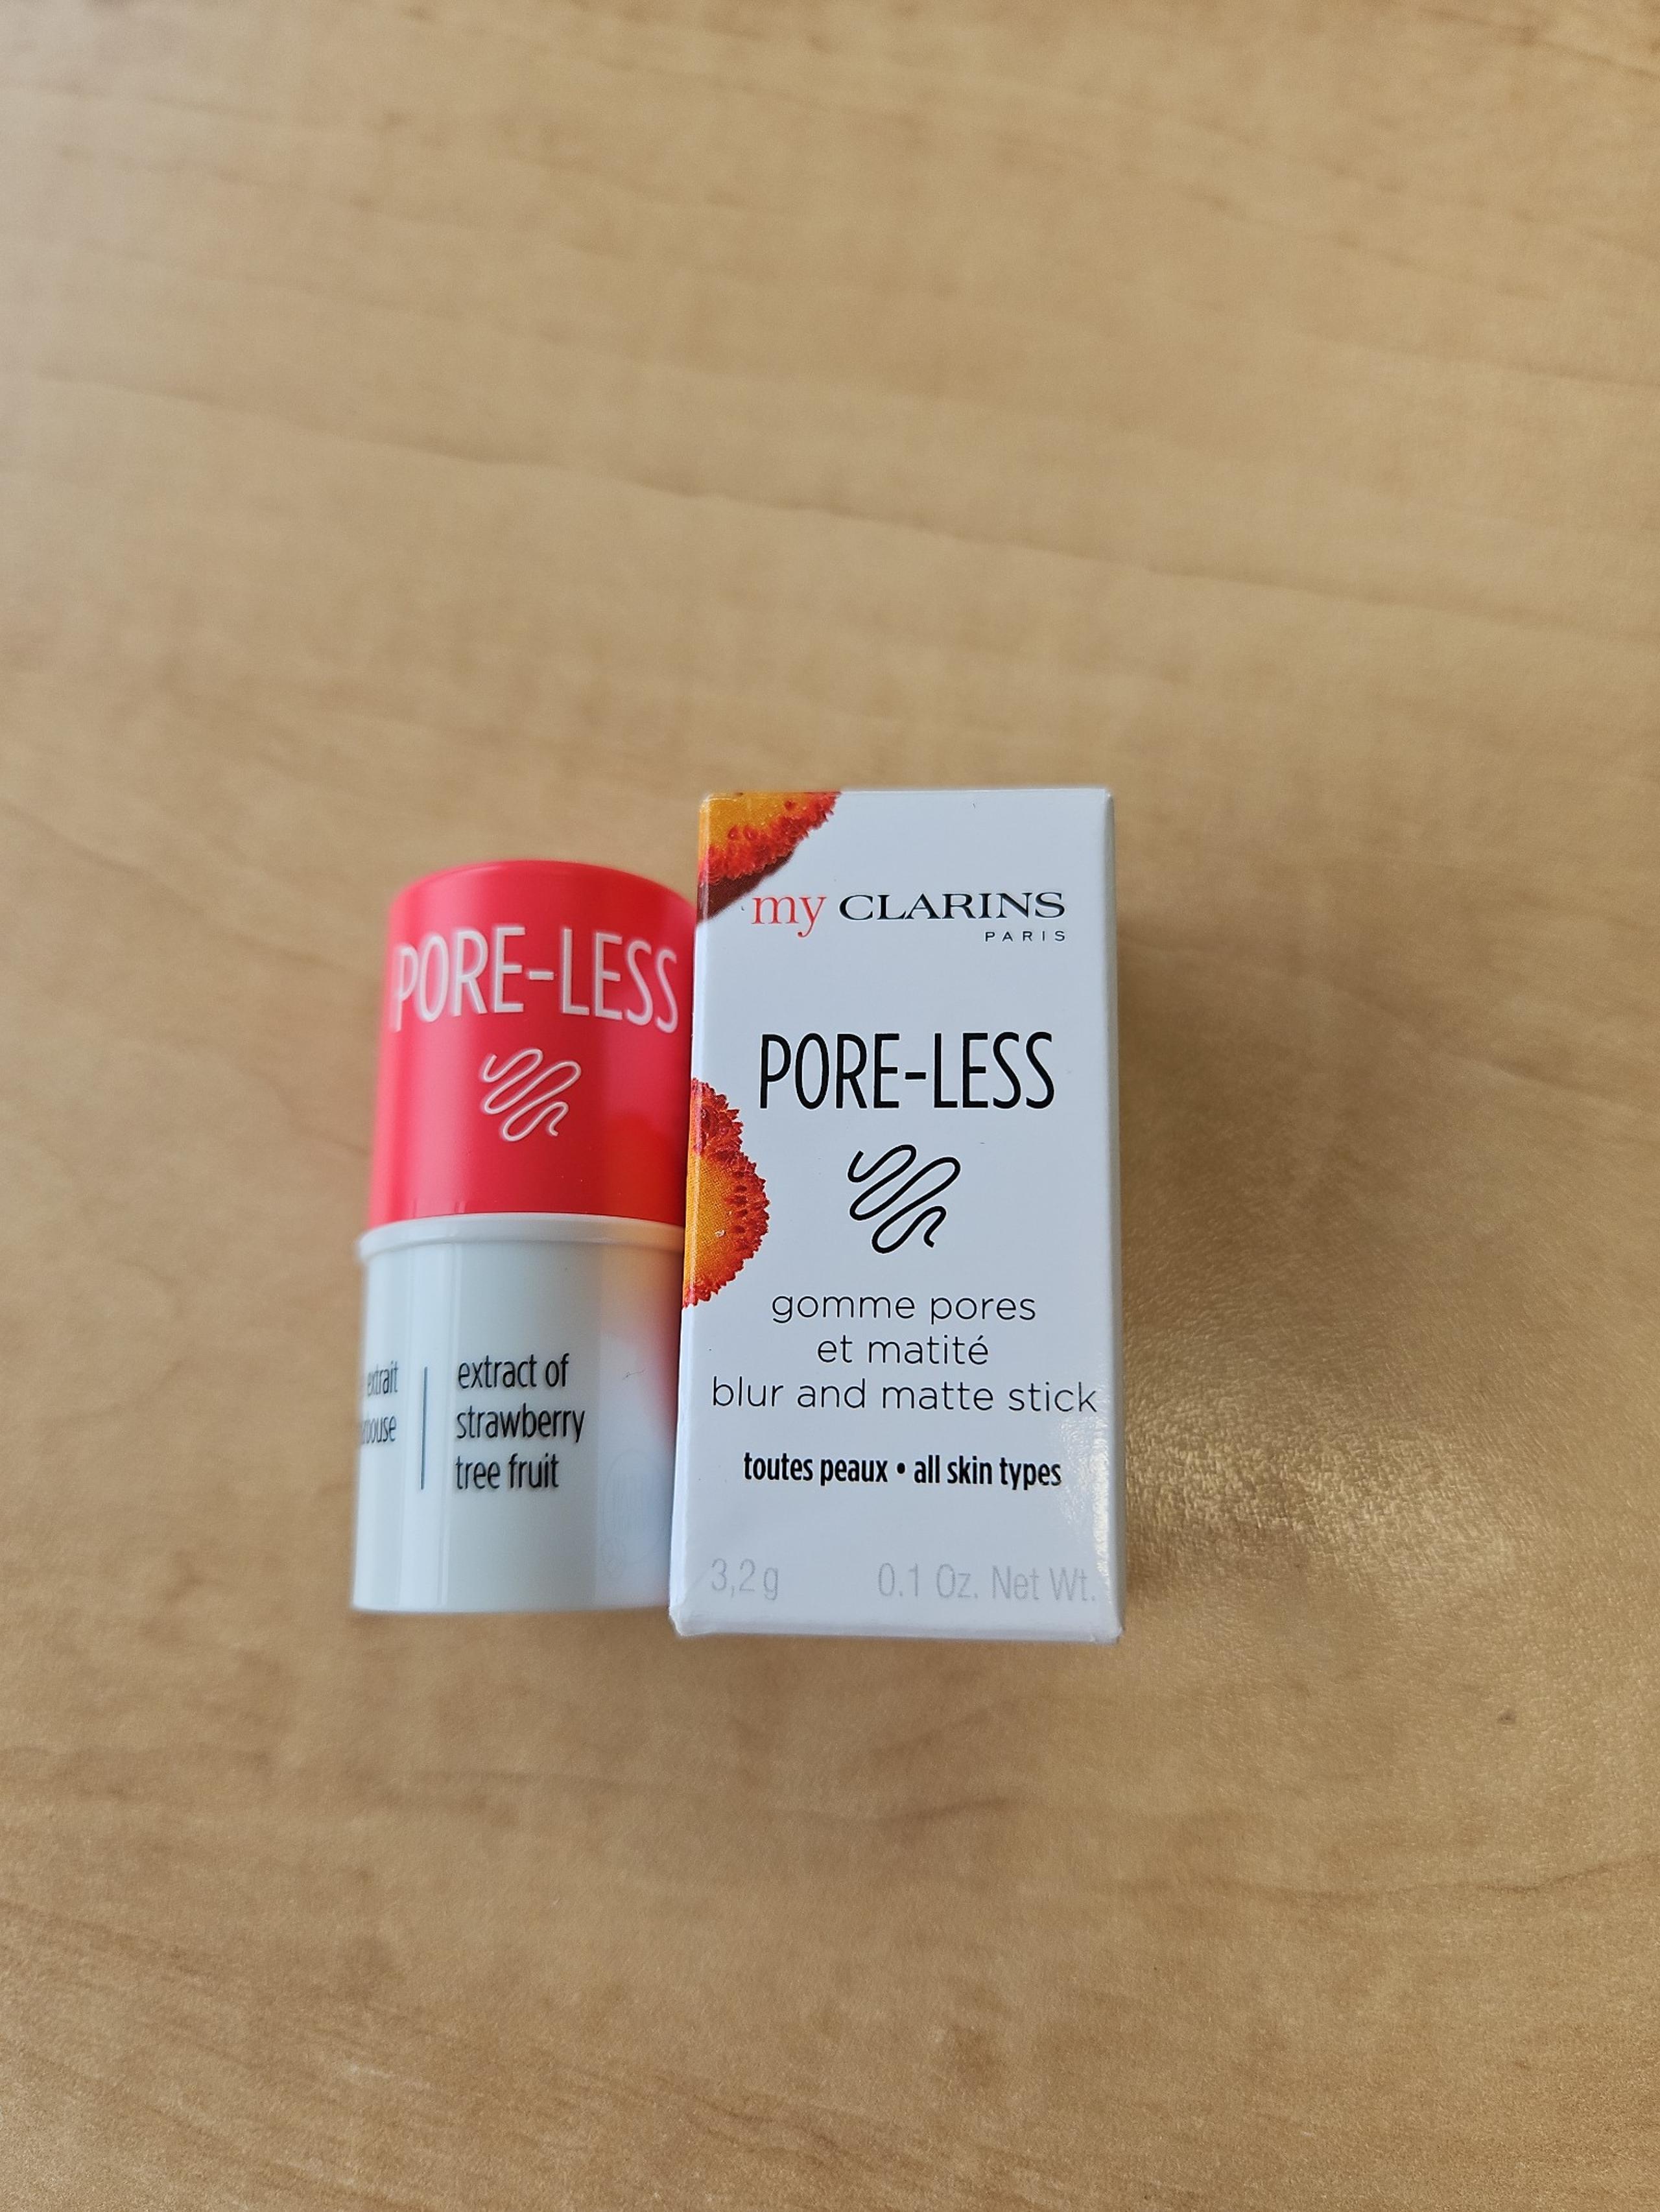 PORE-LESS
extrait
extract of
strawberry
tree fruit
my CLARINS
PARIS
PORE-LESS
gomme pores
et matité
blur and matte stick
toutes peaux • all skin types
3,2 g 0.1 Oz. Net Wt.